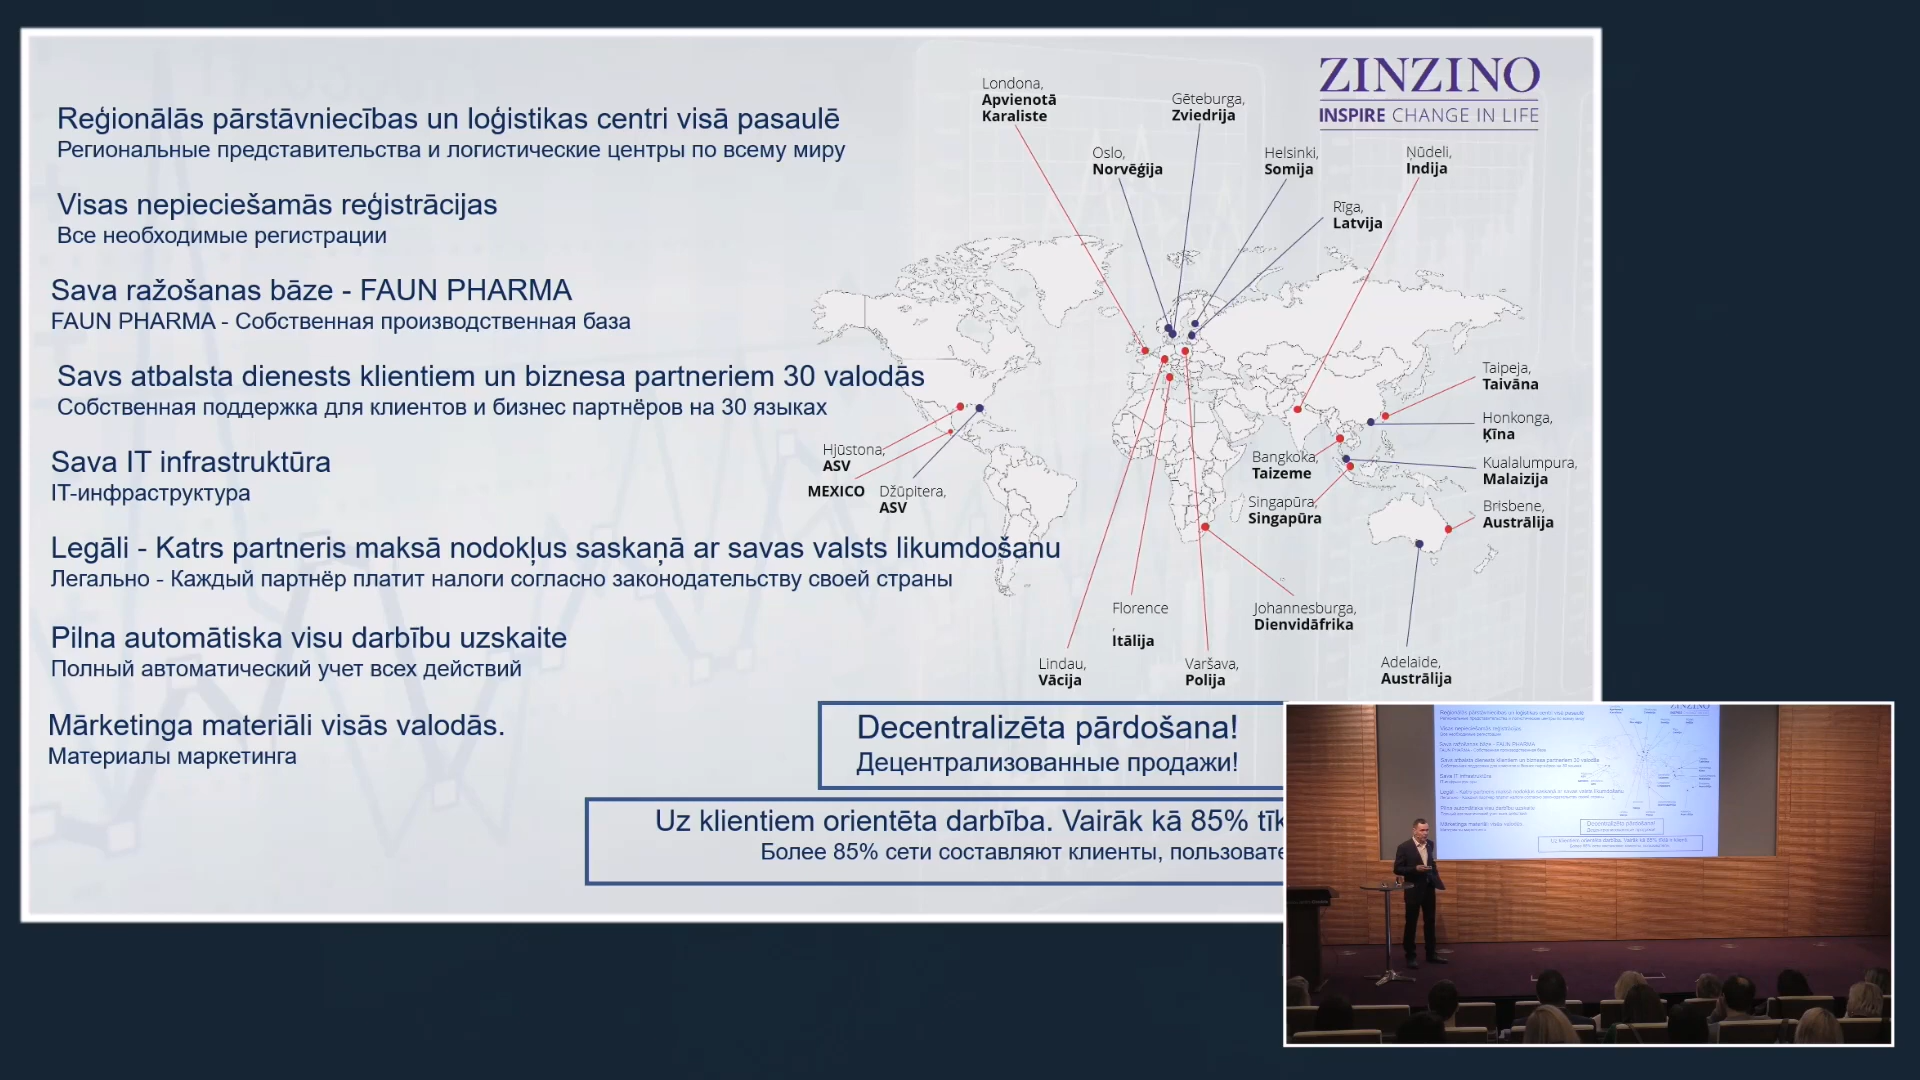 Reģionālās pārstāvniecības un loģistikas centri visā pasaulē
Региональные представительства и логистические центры по всему миру
Visas nepieciešamās reģistrācijas
Все необходимые регистрации
Sava ražošanas bāze - FAUN PHARMA
FAUN PHARMA - Собственная производственная база
Savs atbalsta dienests klientiem un biznesa partneriem 30 valodās
Собственная поддержка для клиентов и бизнес партнёров на 30 языках
Sava IT infrastruktūra
IT-инфраструктура
Legāli - Katrs partneris maksā nodokļus saskaņā ar savas valsts likumdošanu
Легально - Каждый партнёр платит налоги согласно законодательству своей страны
Pilna automātiska visu darbību uzskaite
Полный автоматический учет всех действий
Mārketinga materiāli visās valodās.
Материалы маркетинга
ZINZINO
INSPIRE CHANGE IN LIFE
Londona,
Apvienotā
Karaliste
Gēteburga,
Zviedrija
Oslo,
Norvēģija
Helsinki,
Somija
Ņūdeli,
Indija
Rīga,
Latvija
Taipeja,
Taivāna
Honkonga,
Ķīna
Kualalumpura,
Malaizija
Brisbene,
Austrālija
Hjūstona,
ASV
MEXICO
Džūpitera,
ASV
Bangkoka,
Taizeme
Singapūra,
Singapūra
Florence
,
Itālija
Johannesburga,
Dienvidāfrika
Lindau,
Vācija
Varšava,
Polija
Adelaide,
Austrālija
Decentralizēta pārdošana!
Децентрализованные продажи!
Uz klientiem orientēta darbība. Vairāk kā 85%
Более 85% сети составляют клиенты,